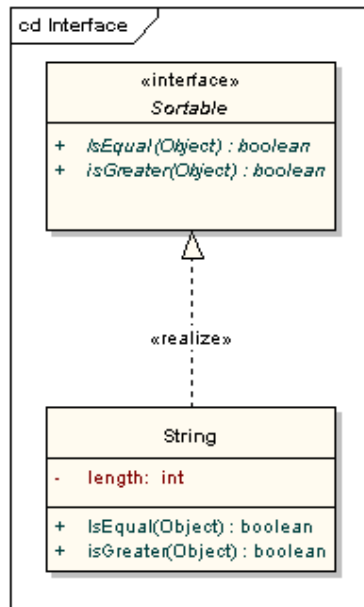 cd Interface
«interface»
Sortable
+ IsEqual(Object) : boolean
+ isGreater(Object) : boolean
«realize»
String
- length: int
+ IsEqual(Object) : boolean
+ isGreater(Object) : boolean